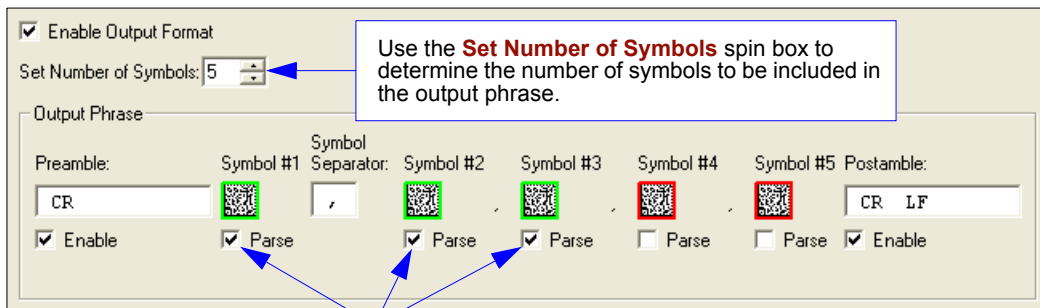 Enable Output Format
Set Number of Symbols: 5
Use the Set Number of Symbols spin box to
determine the number of symbols to be included in
the output phrase.
Output Phrase
Preamble: Symbol #1 Symbol Separator: Symbol #2 Symbol #3 Symbol #4 Symbol #5 Postamble:
CR , , , , CR LF
Enable Parse Parse Parse Parse Parse Enable